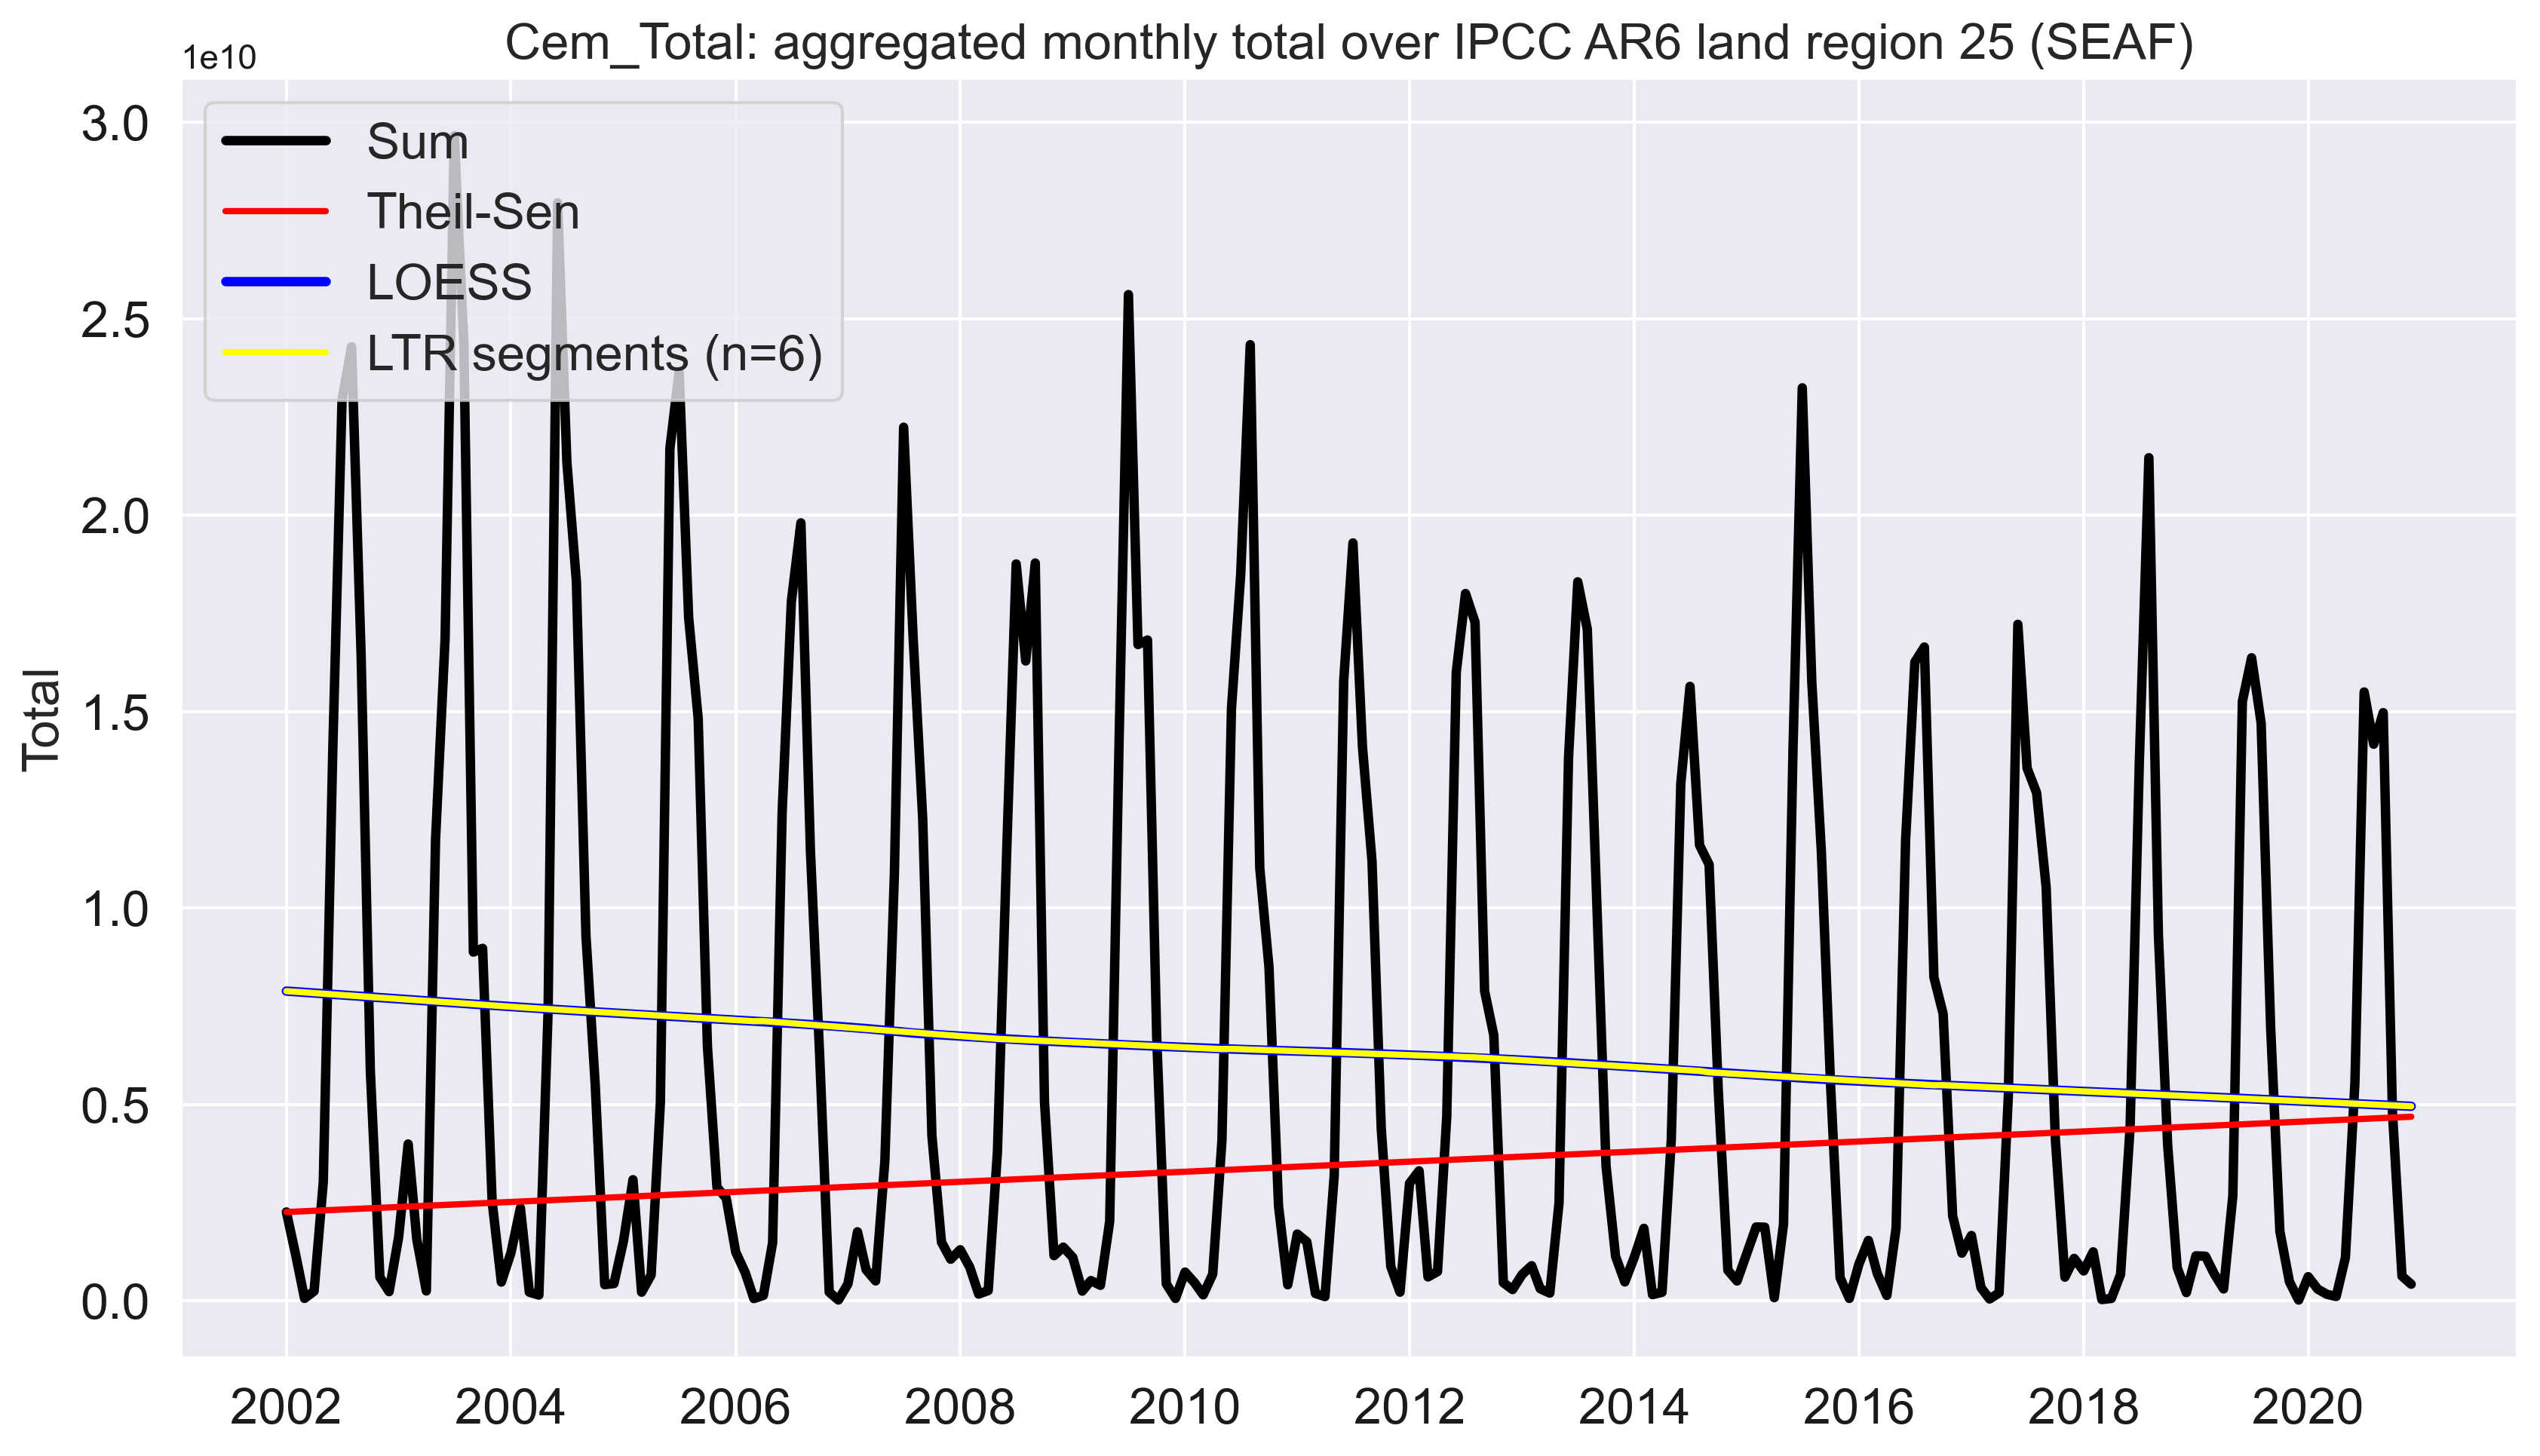 Cem_Total: aggregated monthly total over IPCC AR6 land region 25 (SEAF)
1e10
Sum
Theil-Sen
LOESS
LTR segments (n=6)
3.0
2.5
2.0
1.5
1.0
0.5
0.0
Total
2002 2004 2006 2008 2010 2012 2014 2016 2018 2020